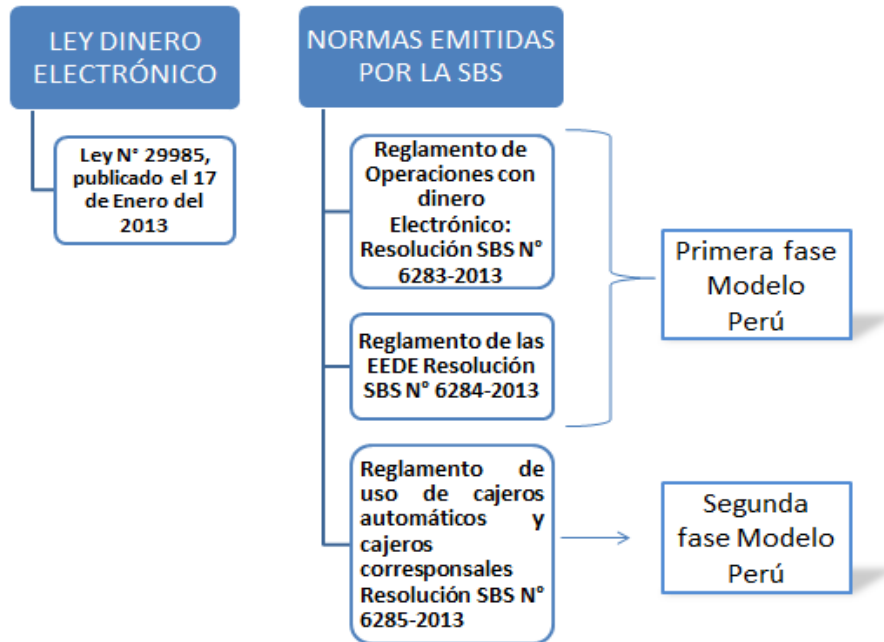 LEY DINERO
ELECTRÓNICO
Ley N° 29985,
publicado el 17
de Enero del
2013
NORMAS EMITIDAS
POR LA SBS
Reglamento de
Operaciones con
dinero
Electrónico:
Resolución SBS N°
6283-2013
Reglamento de las
EEDE Resolución
SBS N° 6284-2013
Reglamento de
uso de cajeros
automáticos y
cajeros
corresponsales
Resolución SBS N°
6285-2013
Primera fase
Modelo
Perú
Segunda
fase Modelo
Perú